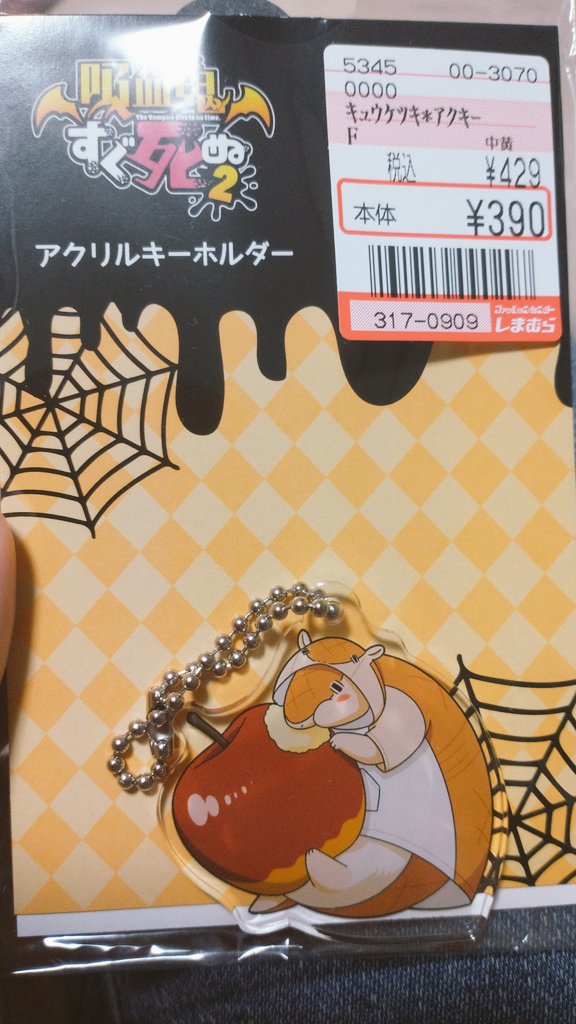 吸血鬼
The Vampire dies in no time.
すぐ死ぬ
2
アクリルキーホルダー
5345 00-3070
0000
キュウケツキ*アクキー
F 中黄
税込 ¥429
本体 ¥390
317-0909
ファッションセンター
しまむら